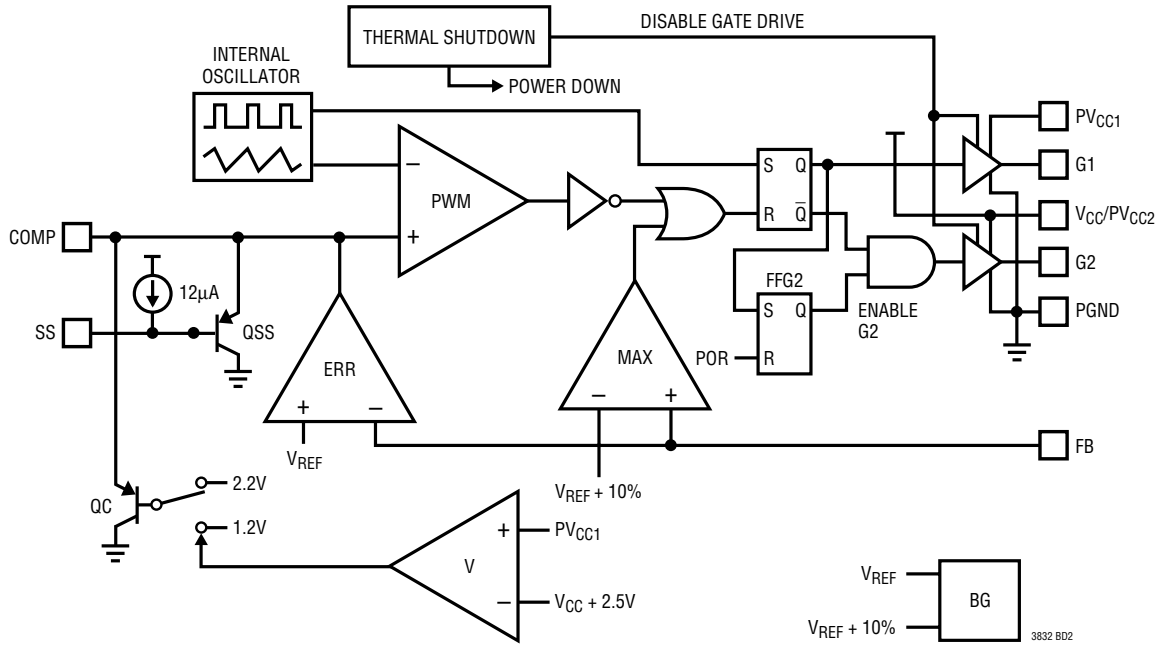 THERMAL SHUTDOWN
DISABLE GATE DRIVE
POWER DOWN
INTERNAL
OSCILLATOR
PVCC1
−
PWM
+
S Q
R Q̅
G1
VCC/PVCC2
COMP
12µA
SS
QSS
G2
FFG2
S Q
R
POR
ENABLE
G2
PGND
ERR
+ −
VREF
MAX
− +
VREF + 10%
FB
QC
2.2V
1.2V
V
+
−
PVCC1
VCC + 2.5V
VREF
VREF + 10%
BG
3832 BD2